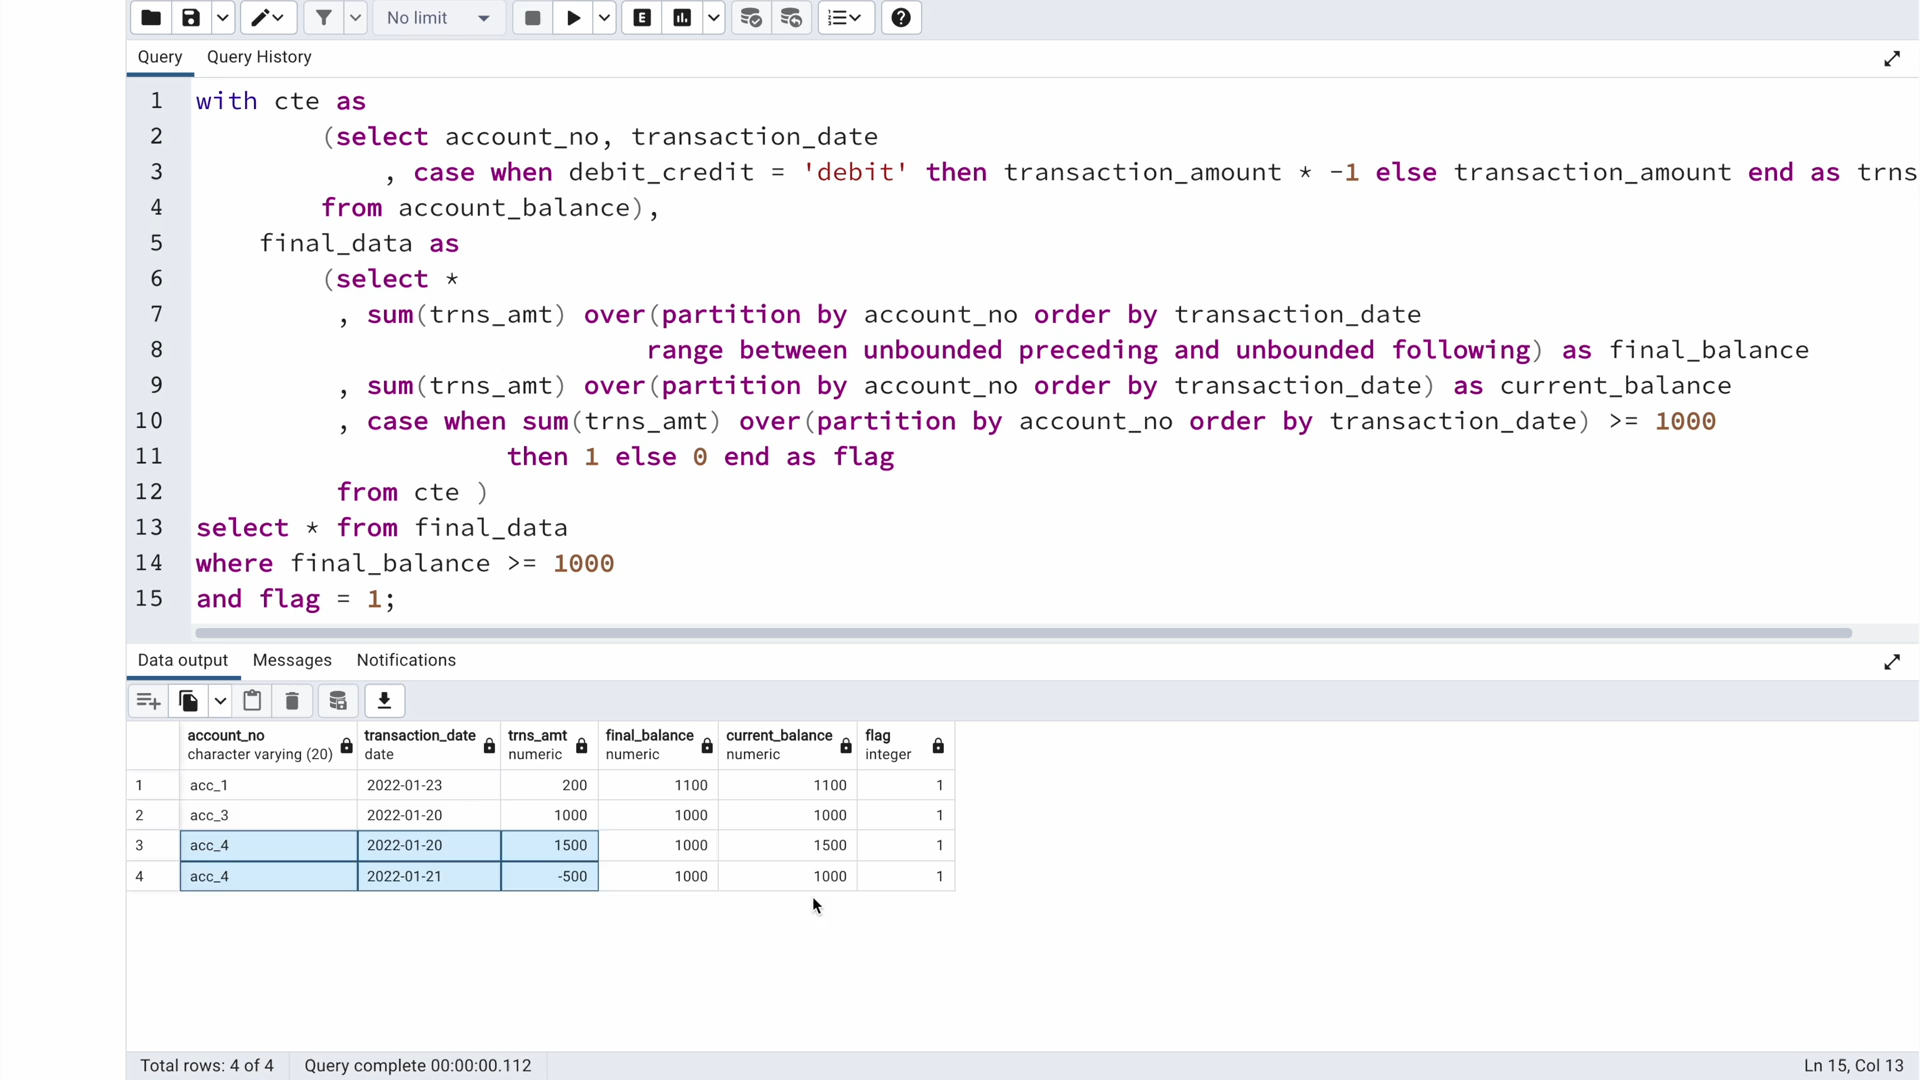 No limit
Query Query History
1 with cte as
2 (select account_no, transaction_date
3 , case when debit_credit = 'debit' then transaction_amount * -1 else transaction_amount end as trns
4 from account_balance),
5 final_data as
6 (select *
7 , sum(trns_amt) over(partition by account_no order by transaction_date
8 range between unbounded preceding and unbounded following) as final_balance
9 , sum(trns_amt) over(partition by account_no order by transaction_date) as current_balance
10 , case when sum(trns_amt) over(partition by account_no order by transaction_date) >= 1000
11 then 1 else 0 end as flag
12 from cte )
13 select * from final_data
14 where final_balance >= 1000
15 and flag = 1;
Data output Messages Notifications
account_no transaction_date trns_amt final_balance current_balance flag
character varying (20) date numeric numeric numeric integer
1 acc_1 2022-01-23 200 1100 1100 1
2 acc_3 2022-01-20 1000 1000 1000 1
3 acc_4 2022-01-20 1500 1000 1500 1
4 acc_4 2022-01-21 -500 1000 1000 1
Total rows: 4 of 4 Query complete 00:00:00.112 Ln 15, Col 13